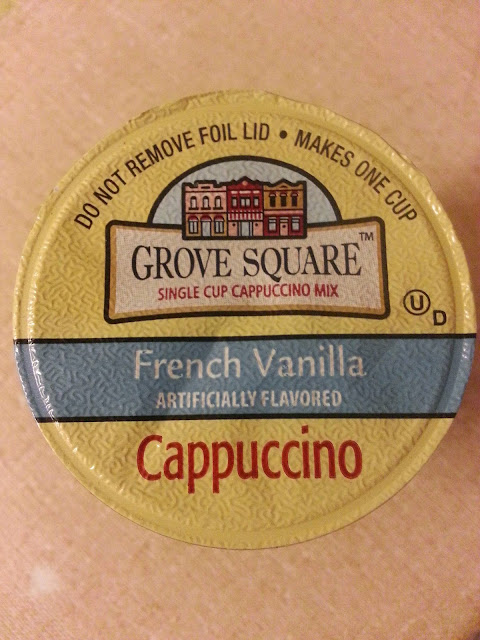 DO NOT REMOVE FOIL LID • MAKES ONE CUP
GROVE SQUARE™
SINGLE CUP CAPPUCCINO MIX
U D
French Vanilla
ARTIFICIALLY FLAVORED
Cappuccino